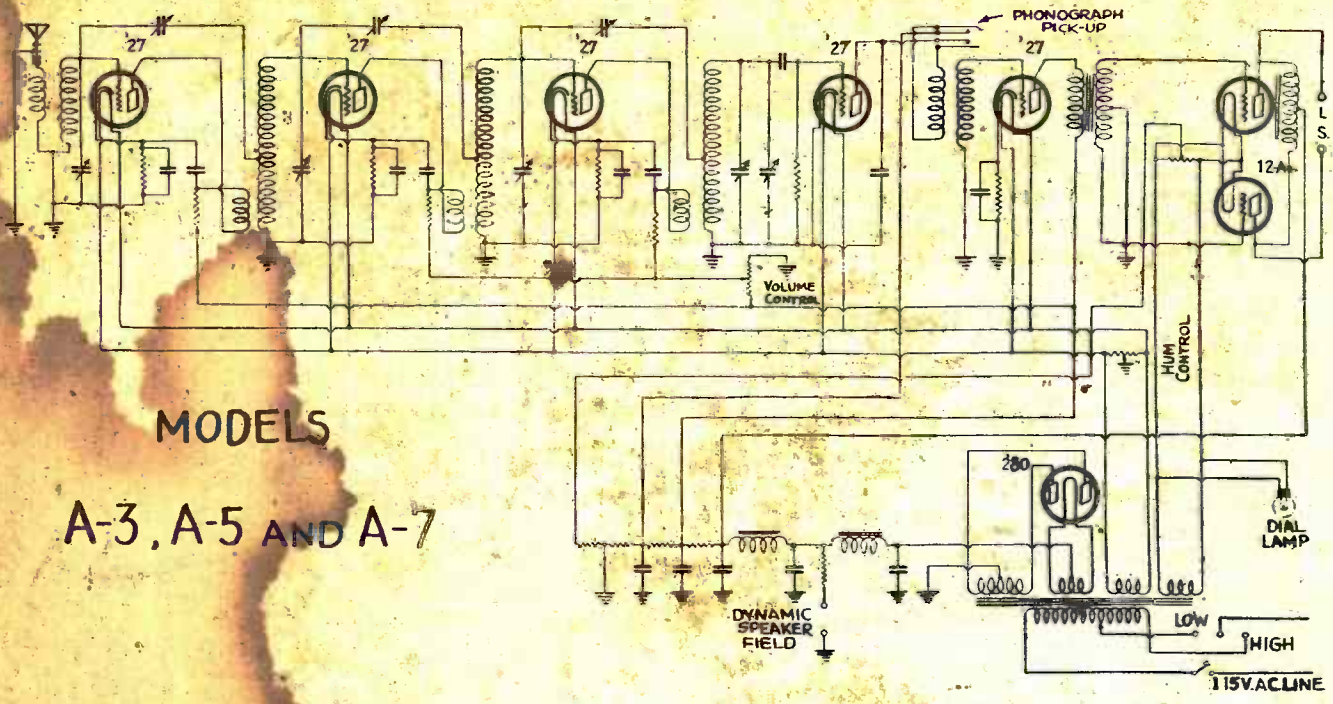 PHONOGRAPH
PICK-UP
'27
'27
'27
'27
'27
L.
S.
12-A
VOLUME
CONTROL
HUM
CONTROL
MODELS
A-3, A-5 AND A-7
280
DIAL
LAMP
DYNAMIC
SPEAKER
FIELD
LOW
HIGH
115V. AC. LINE